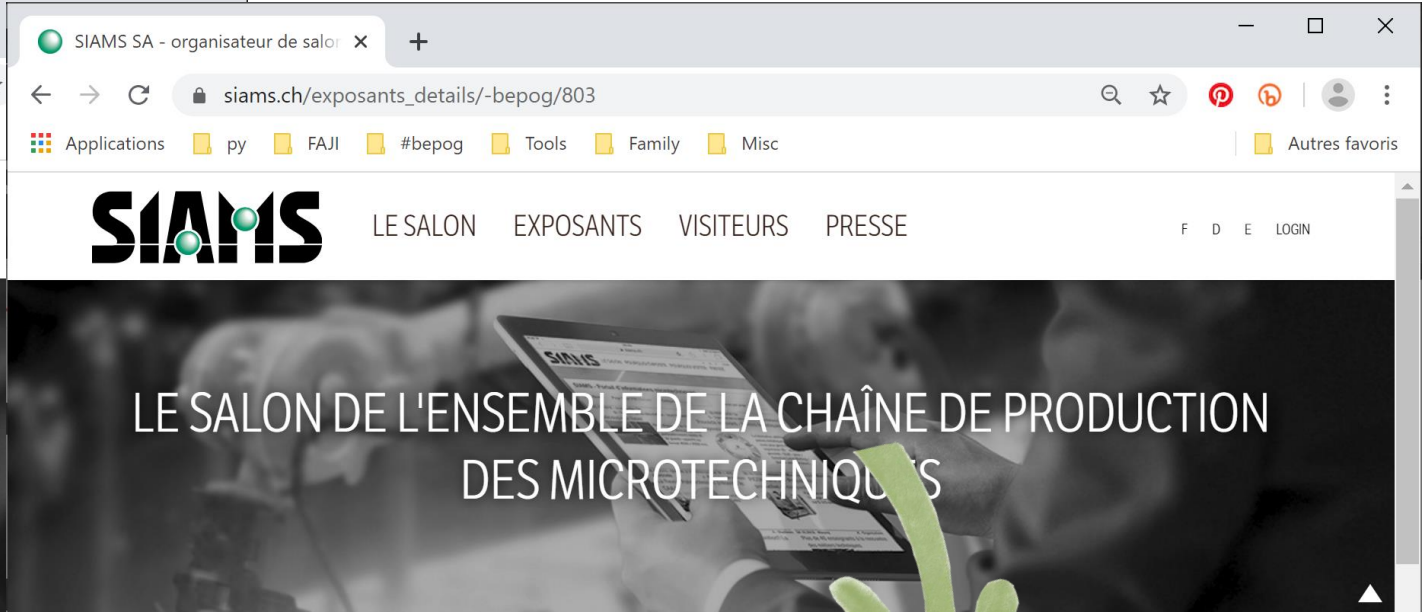 SIAMS SA - organisateur de salon
siams.ch/exposants_details/-bepog/803
Applications py FAJI #bepog Tools Family Misc Autres favoris
SIAMS LE SALON EXPOSANTS VISITEURS PRESSE F D E LOGIN
SIAMS
LE SALON DE L'ENSEMBLE DE LA CHAÎNE DE PRODUCTION
DES MICROTECHNIQUES